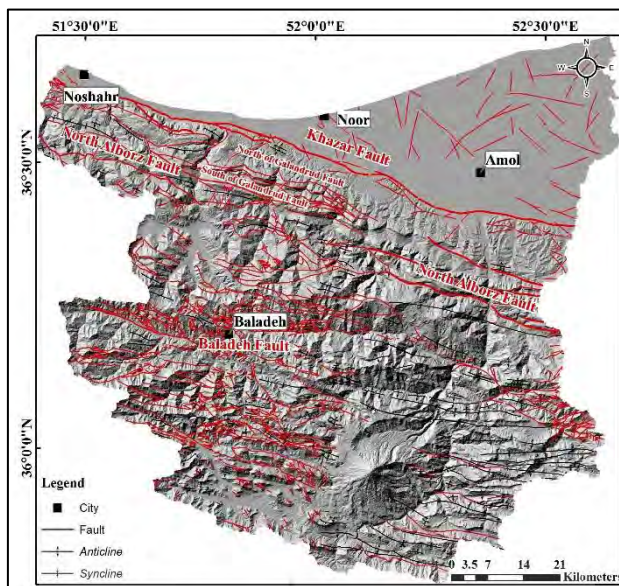 51°30'0"E
52°0'0"E
52°30'0"E
N
W
E
S
Noshahr
Noor
Khazar Fault
Amol
North Alborz Fault
North of Galandrud Fault
South of Galandrud Fault
36°30'0"N
North Alborz Fault
Baladeh
Baladeh Fault
36°0'0"N
Legend
City
Fault
Anticline
Syncline
0 3.5 7 14 21
Kilometers